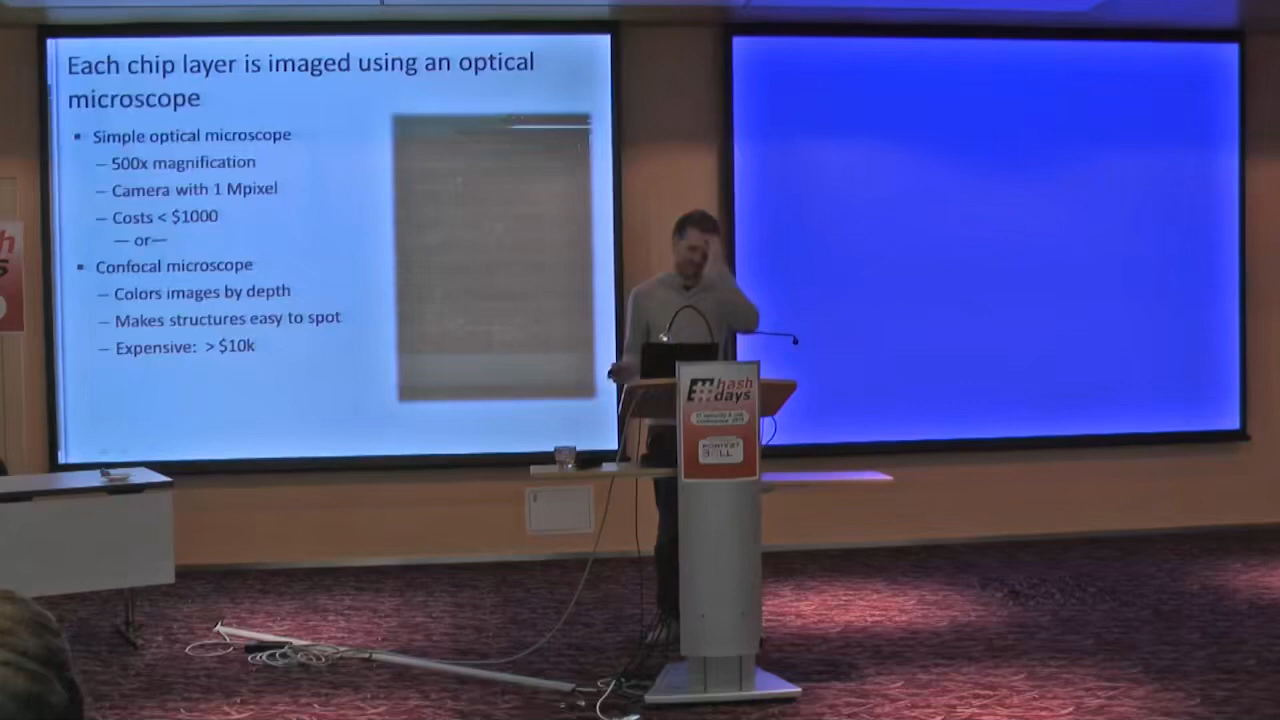 Each chip layer is imaged using an optical
microscope
▪ Simple optical microscope
– 500x magnification
– Camera with 1 Mpixel
– Costs < $1000
— or—
▪ Confocal microscope
– Colors images by depth
– Makes structures easy to spot
– Expensive: > $10k
h
s
#hash
days